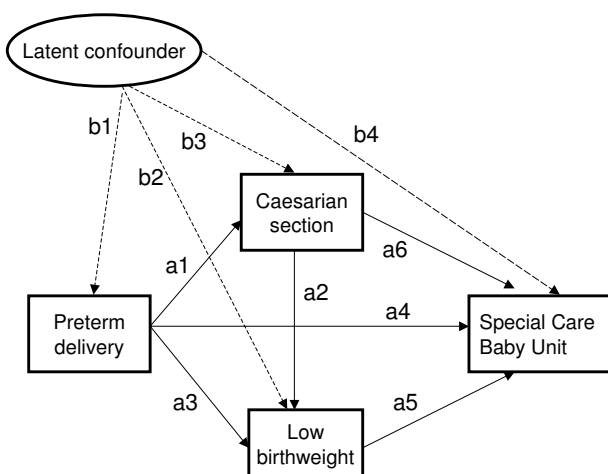 Latent confounder
b1
b3
b4
b2
Caesarian
section
a1
a6
a2
a4
Preterm
delivery
Special Care
Baby Unit
a3
a5
Low
birthweight